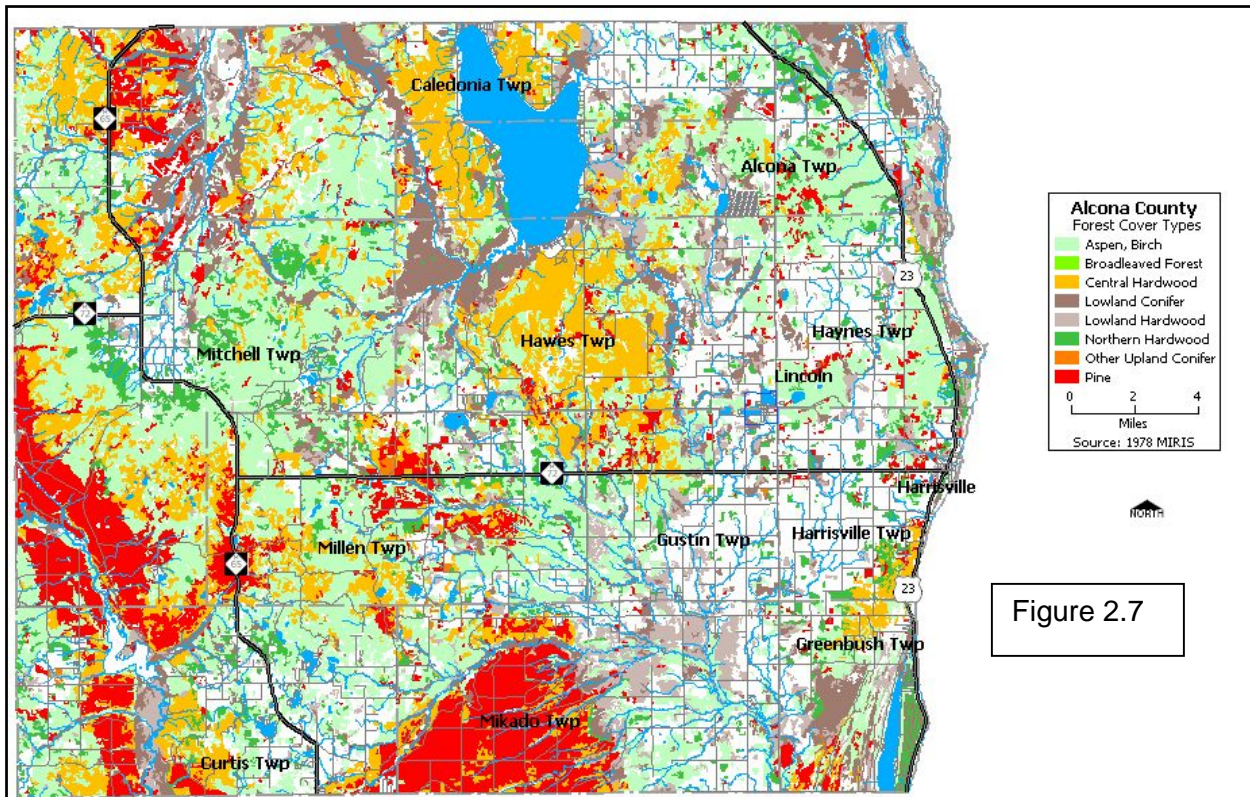 Caledonia Twp
65
Alcona Twp
23
72
Mitchell Twp
Hawes Twp
Haynes Twp
Lincoln
72
Harrisville
Millen Twp
Gustin Twp
Harrisville Twp
65
23
Greenbush Twp
Mikado Twp
Curtis Twp
Alcona County
Forest Cover Types
Aspen, Birch
Broadleaved Forest
Central Hardwood
Lowland Conifer
Lowland Hardwood
Northern Hardwood
Other Upland Conifer
Pine
0 2 4
Miles
Source: 1978 MIRIS
NORTH
Figure 2.7